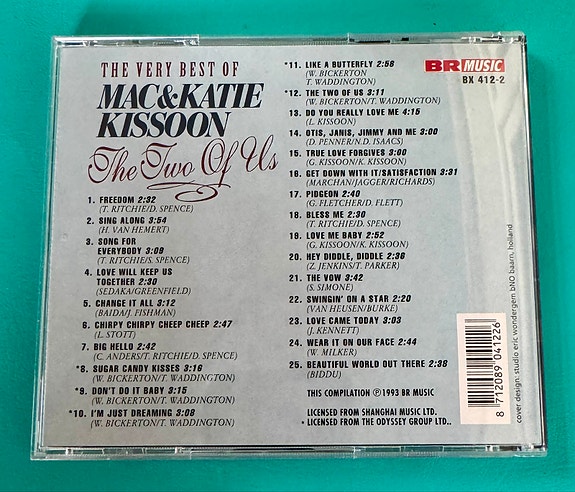 THE VERY BEST OF
MAC&KATIE
KISSOON
The Two Of Us
1. FREEDOM 2:32
(T. RITCHIE/D. SPENCE)
2. SING ALONG 3:54
(H. VAN HEMERT)
3. SONG FOR
EVERYBODY 3:09
(T. RITCHIE/S. SPENCE)
4. LOVE WILL KEEP US
TOGETHER 2:30
(SEDAKA/GREENFIELD)
5. CHANGE IT ALL 3:12
(BAIDA/J. FISHMAN)
6. CHIRPY CHIRPY CHEEP CHEEP 2:47
(L. STOTT)
7. BIG HELLO 2:42
(C. ANDERS/T. RITCHIE/D. SPENCE)
*8. SUGAR CANDY KISSES 3:16
(W. BICKERTON/T. WADDINGTON)
*9. DON'T DO IT BABY 3:15
(W. BICKERTON/T. WADDINGTON)
*10. I'M JUST DREAMING 3:08
(W. BICKERTON/T. WADDINGTON)
*11. LIKE A BUTTERFLY 2:56
(W. BICKERTON
T. WADDINGTON)
*12. THE TWO OF US 3:11
(W. BICKERTON/T. WADDINGTON)
13. DO YOU REALLY LOVE ME 4:15
(L. KISSOON)
14. OTIS, JANIS, JIMMY AND ME 3:00
(D. PENNER/N.D. ISAACS)
15. TRUE LOVE FORGIVES 3:00
(G. KISSOON/K. KISSOON)
16. GET DOWN WITH IT/SATISFACTION 3:31
(MARCHAN/JAGGER/RICHARDS)
17. PIDGEON 2:40
(G. FLETCHER/D. FLETT)
18. BLESS ME 2:30
(T. RITCHIE/D. SPENCE)
19. LOVE ME BABY 2:52
(G. KISSOON/K. KISSOON)
20. HEY DIDDLE, DIDDLE 2:36
(Z. JENKINS/T. PARKER)
21. THE VOW 3:42
(S. SIMONE)
22. SWINGIN' ON A STAR 2:20
(VAN HEUSEN/BURKE)
23. LOVE CAME TODAY 3:03
(J. KENNETT)
24. WEAR IT ON OUR FACE 2:44
(W. MILKER)
25. BEAUTIFUL WORLD OUT THERE 2:38
(BIDDU)
THIS COMPILATION ℗ 1993 BR MUSIC
LICENSED FROM SHANGHAI MUSIC LTD.
* LICENSED FROM THE ODYSSEY GROUP LTD..
BR MUSIC
BX 412-2
8 712089 041226
cover design: studio eric wondergem bNO baarn, holland